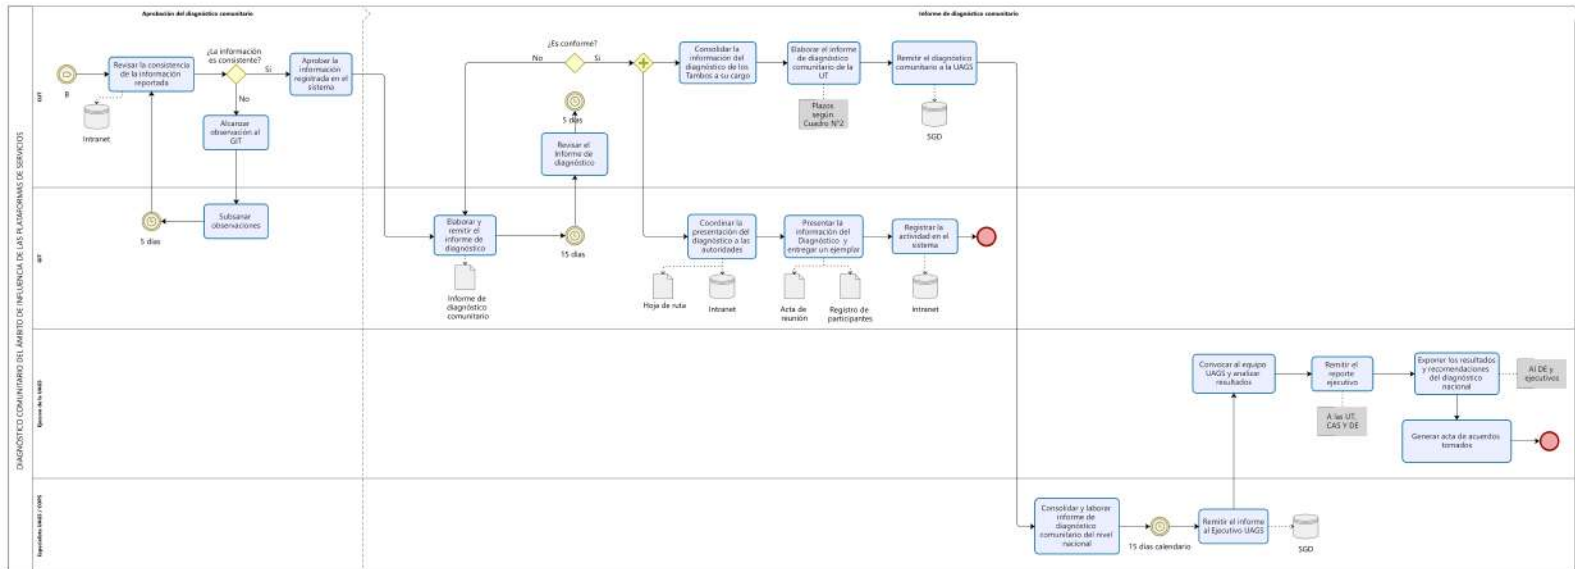 Aprobación del diagnóstico comunitario
Informe de diagnóstico comunitario
DIAGNÓSTICO COMUNITARIO DEL ÁMBITO DE INFLUENCIA DE LAS PLATAFORMAS DE SERVICIOS
B
Revisar la consistencia
de la información
reportada
Intranet
¿La información
es consistente?
Si
No
Aprobar la
información
registrada en el
sistema
Alcanzar
observación al
GIT
Subsanar
observaciones
5 días
¿Es conforme?
No
Si
5 días
Revisar el
Informe de
diagnóstico
Consolidar la
información del
diagnóstico de los
Tambos a su cargo
Elaborar el informe
de diagnóstico
comunitario de la
UT
Plazos
según
Cuadro N°2
Remitir el diagnóstico
comunitario a la UAGS
SGD
GIT
Elaborar y
remitir el
informe de
diagnóstico
Informe de
diagnóstico
comunitario
15 días
Coordinar la
presentación del
diagnóstico a las
autoridades
Hoja de ruta
Intranet
Presentar la
información del
Diagnóstico y
entregar un ejemplar
Acta de
reunión
Registro de
participantes
Registrar la
actividad en el
sistema
Intranet
Convocar al equipo
UAGS y analizar
resultados
Remitir el
reporte
ejecutivo
A las UT,
CAS Y DE
Exponer los resultados
y recomendaciones
del diagnóstico
nacional
Al DE y
ejecutivos
Generar acta de acuerdos
tomados
Consolidar y laborar
informe de
diagnóstico
comunitario del nivel
nacional
15 días calendario
Remitir el informe
al Ejecutivo UAGS
SGD